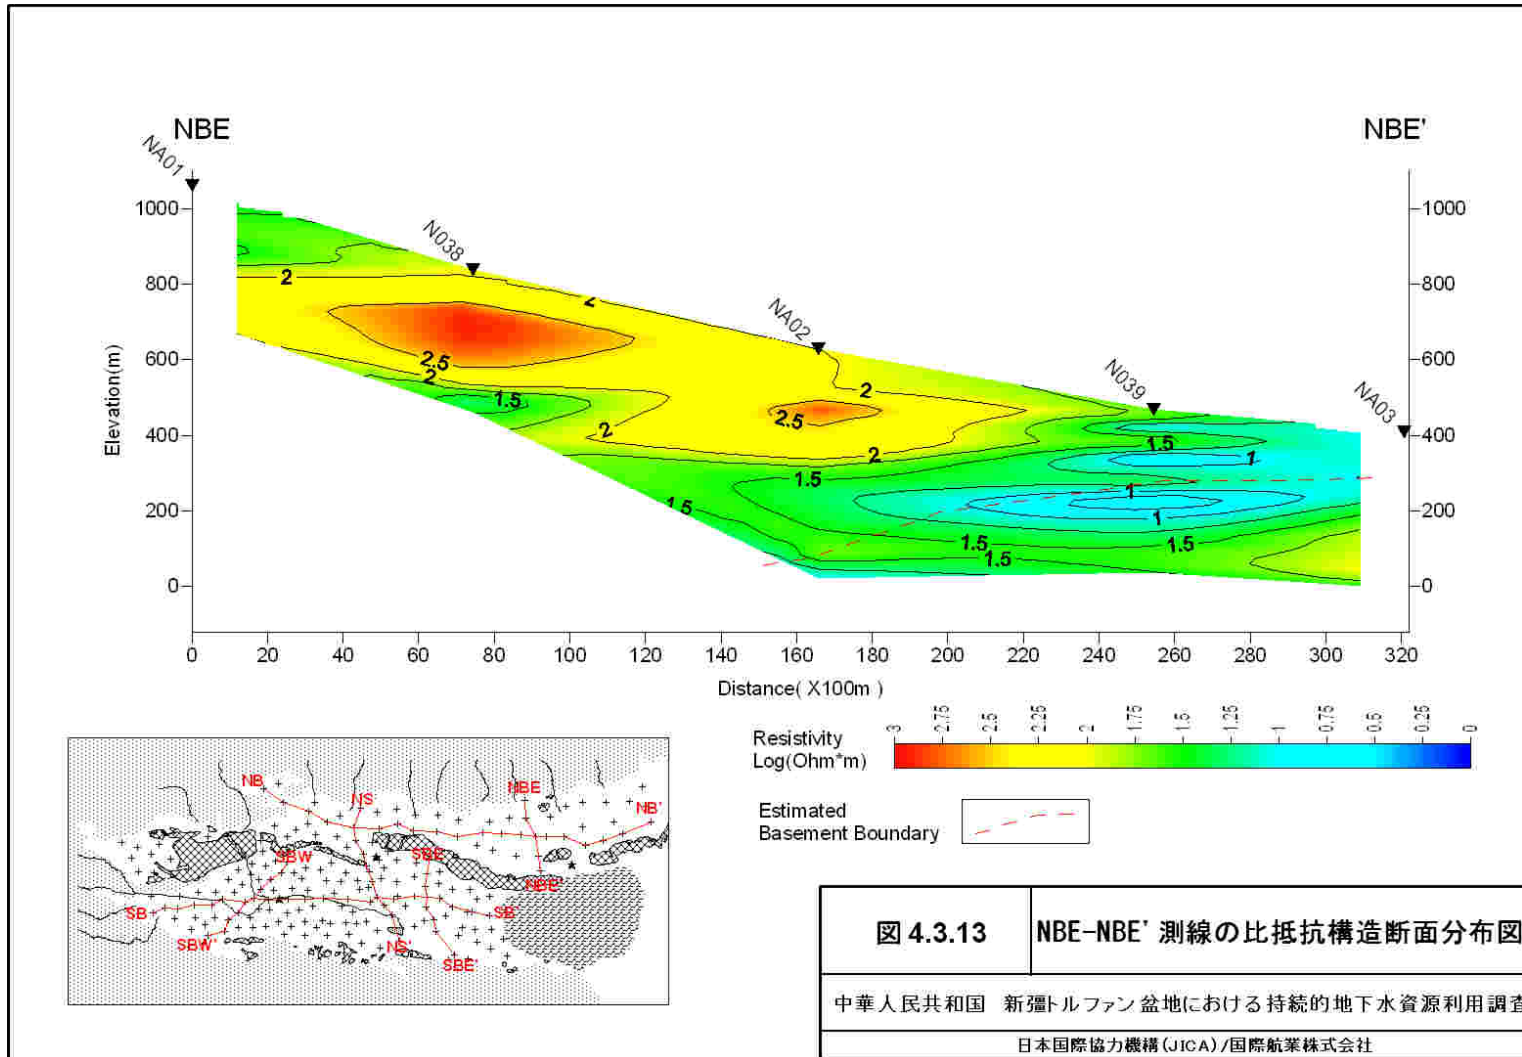 NBE
NBE'
NA01
N038
NA02
N039
NA03
1000
800
600
400
200
0
Elevation(m)
1000
800
600
400
200
0
2
2
2.5
2
1.5
2
2.5
2
2
1.5
1.5
1.5
1
1
1
1.5
1.5
1.5
0 20 40 60 80 100 120 140 160 180 200 220 240 260 280 300 320
Distance( X100m )
Resistivity
Log(Ohm*m)
3 2.75 2.5 2.25 2 1.75 1.5 1.25 1 0.75 0.5 0.25 0
Estimated
Basement Boundary
NB
NS
NBE
NB'
SBW
SBE
NBE'
SB
SB'
SBW'
NS'
SBE'
図 4.3.13
NBE-NBE' 測線の比抵抗構造断面分布図
中華人民共和国 新疆トルファン盆地における持続的地下水資源利用調査
日本国際協力機構(JICA)/国際航業株式会社